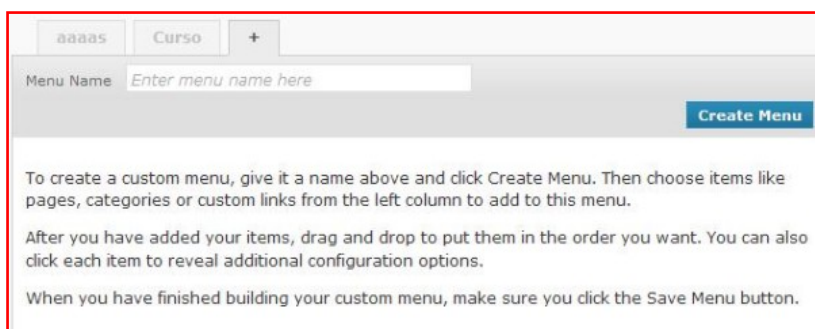 aaaas Curso +
Menu Name Enter menu name here
Create Menu
To create a custom menu, give it a name above and click Create Menu. Then choose items like
pages, categories or custom links from the left column to add to this menu.
After you have added your items, drag and drop to put them in the order you want. You can also
click each item to reveal additional configuration options.
When you have finished building your custom menu, make sure you click the Save Menu button.